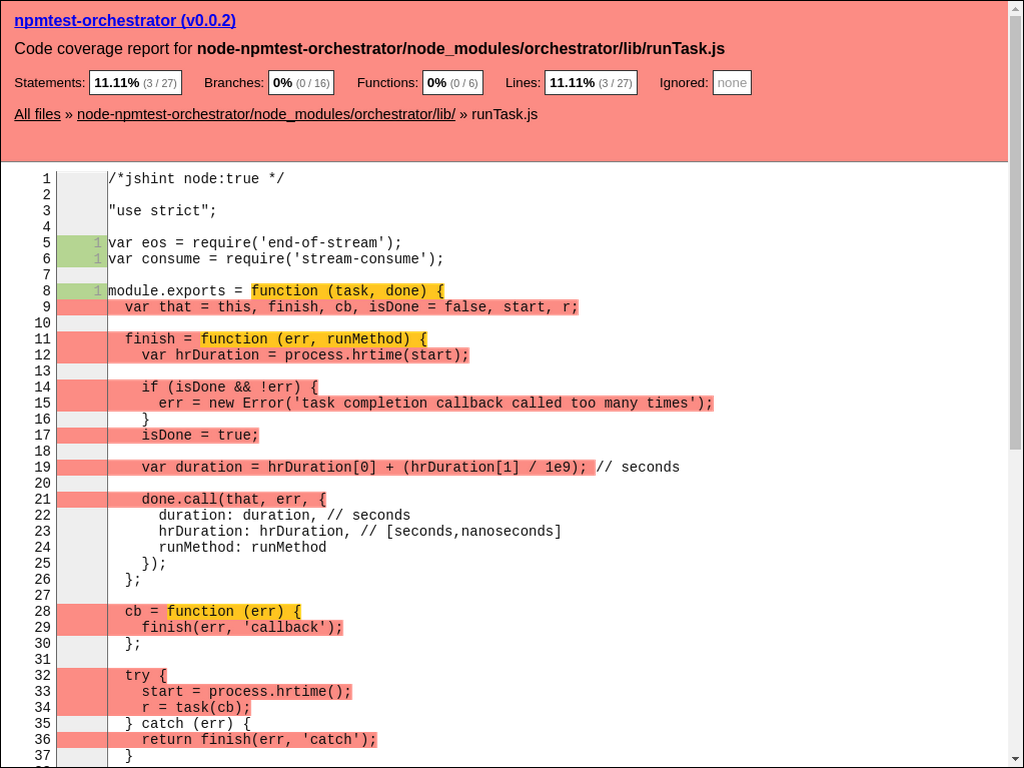 npmtest-orchestrator (v0.0.2)
Code coverage report for node-npmtest-orchestrator/node_modules/orchestrator/lib/runTask.js
Statements: 11.11% (3 / 27) Branches: 0% (0 / 16) Functions: 0% (0 / 6) Lines: 11.11% (3 / 27) Ignored: none
All files » node-npmtest-orchestrator/node_modules/orchestrator/lib/ » runTask.js
1 /*jshint node:true */
2
3 "use strict";
4
5 1 var eos = require('end-of-stream');
6 1 var consume = require('stream-consume');
7
8 1 module.exports = function (task, done) {
9 var that = this, finish, cb, isDone = false, start, r;
10
11 finish = function (err, runMethod) {
12 var hrDuration = process.hrtime(start);
13
14 if (isDone && !err) {
15 err = new Error('task completion callback called too many times');
16 }
17 isDone = true;
18
19 var duration = hrDuration[0] + (hrDuration[1] / 1e9); // seconds
20
21 done.call(that, err, {
22 duration: duration, // seconds
23 hrDuration: hrDuration, // [seconds,nanoseconds]
24 runMethod: runMethod
25 });
26 };
27
28 cb = function (err) {
29 finish(err, 'callback');
30 };
31
32 try {
33 start = process.hrtime();
34 r = task(cb);
35 } catch (err) {
36 return finish(err, 'catch');
37 }